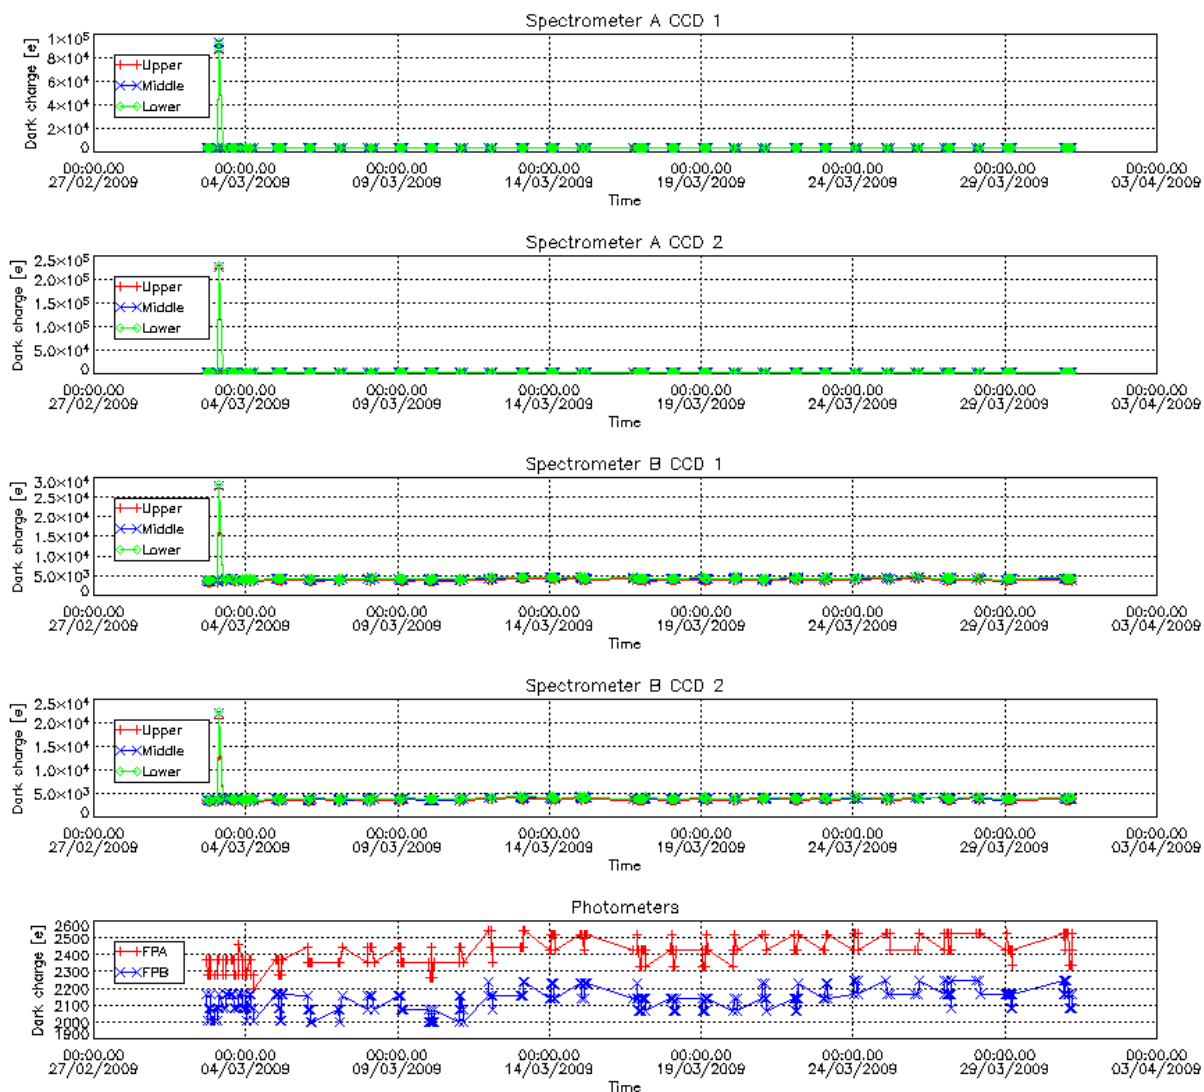 Spectrometer A CCD 1
Dark charge [e]
1×10⁵
8×10⁴
6×10⁴
4×10⁴
2×10⁴
0
Upper
Middle
Lower
00:00.00 00:00.00 00:00.00 00:00.00 00:00.00 00:00.00 00:00.00 00:00.00
27/02/2009 04/03/2009 09/03/2009 14/03/2009 19/03/2009 24/03/2009 29/03/2009 03/04/2009
Time
Spectrometer A CCD 2
Dark charge [e]
2.5×10⁵
2.0×10⁵
1.5×10⁵
1.0×10⁵
5.0×10⁴
0
Upper
Middle
Lower
00:00.00 00:00.00 00:00.00 00:00.00 00:00.00 00:00.00 00:00.00 00:00.00
27/02/2009 04/03/2009 09/03/2009 14/03/2009 19/03/2009 24/03/2009 29/03/2009 03/04/2009
Time
Spectrometer B CCD 1
Dark charge [e]
3.0×10⁴
2.5×10⁴
2.0×10⁴
1.5×10⁴
1.0×10⁴
5.0×10³
0
Upper
Middle
Lower
00:00.00 00:00.00 00:00.00 00:00.00 00:00.00 00:00.00 00:00.00 00:00.00
27/02/2009 04/03/2009 09/03/2009 14/03/2009 19/03/2009 24/03/2009 29/03/2009 03/04/2009
Time
Spectrometer B CCD 2
Dark charge [e]
2.5×10⁴
2.0×10⁴
1.5×10⁴
1.0×10⁴
5.0×10³
0
Upper
Middle
Lower
00:00.00 00:00.00 00:00.00 00:00.00 00:00.00 00:00.00 00:00.00 00:00.00
27/02/2009 04/03/2009 09/03/2009 14/03/2009 19/03/2009 24/03/2009 29/03/2009 03/04/2009
Time
Photometers
Dark charge [e]
2600
2500
2400
2300
2200
2100
2000
1900
FPA
FPB
00:00.00 00:00.00 00:00.00 00:00.00 00:00.00 00:00.00 00:00.00 00:00.00
27/02/2009 04/03/2009 09/03/2009 14/03/2009 19/03/2009 24/03/2009 29/03/2009 03/04/2009
Time